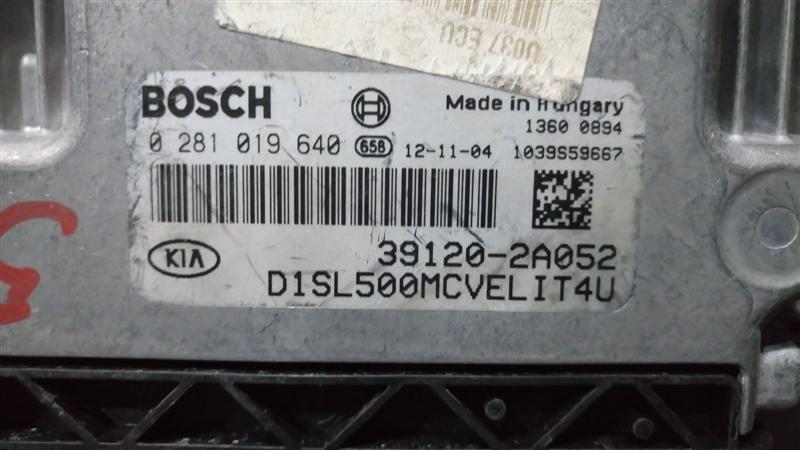 0037 ECU
BOSCH
Made in Hungary
1360 0894
0 281 019 640 65B 12-11-04 1039S59667
KIA
39120-2A052
D1SL500MCVELIT4U